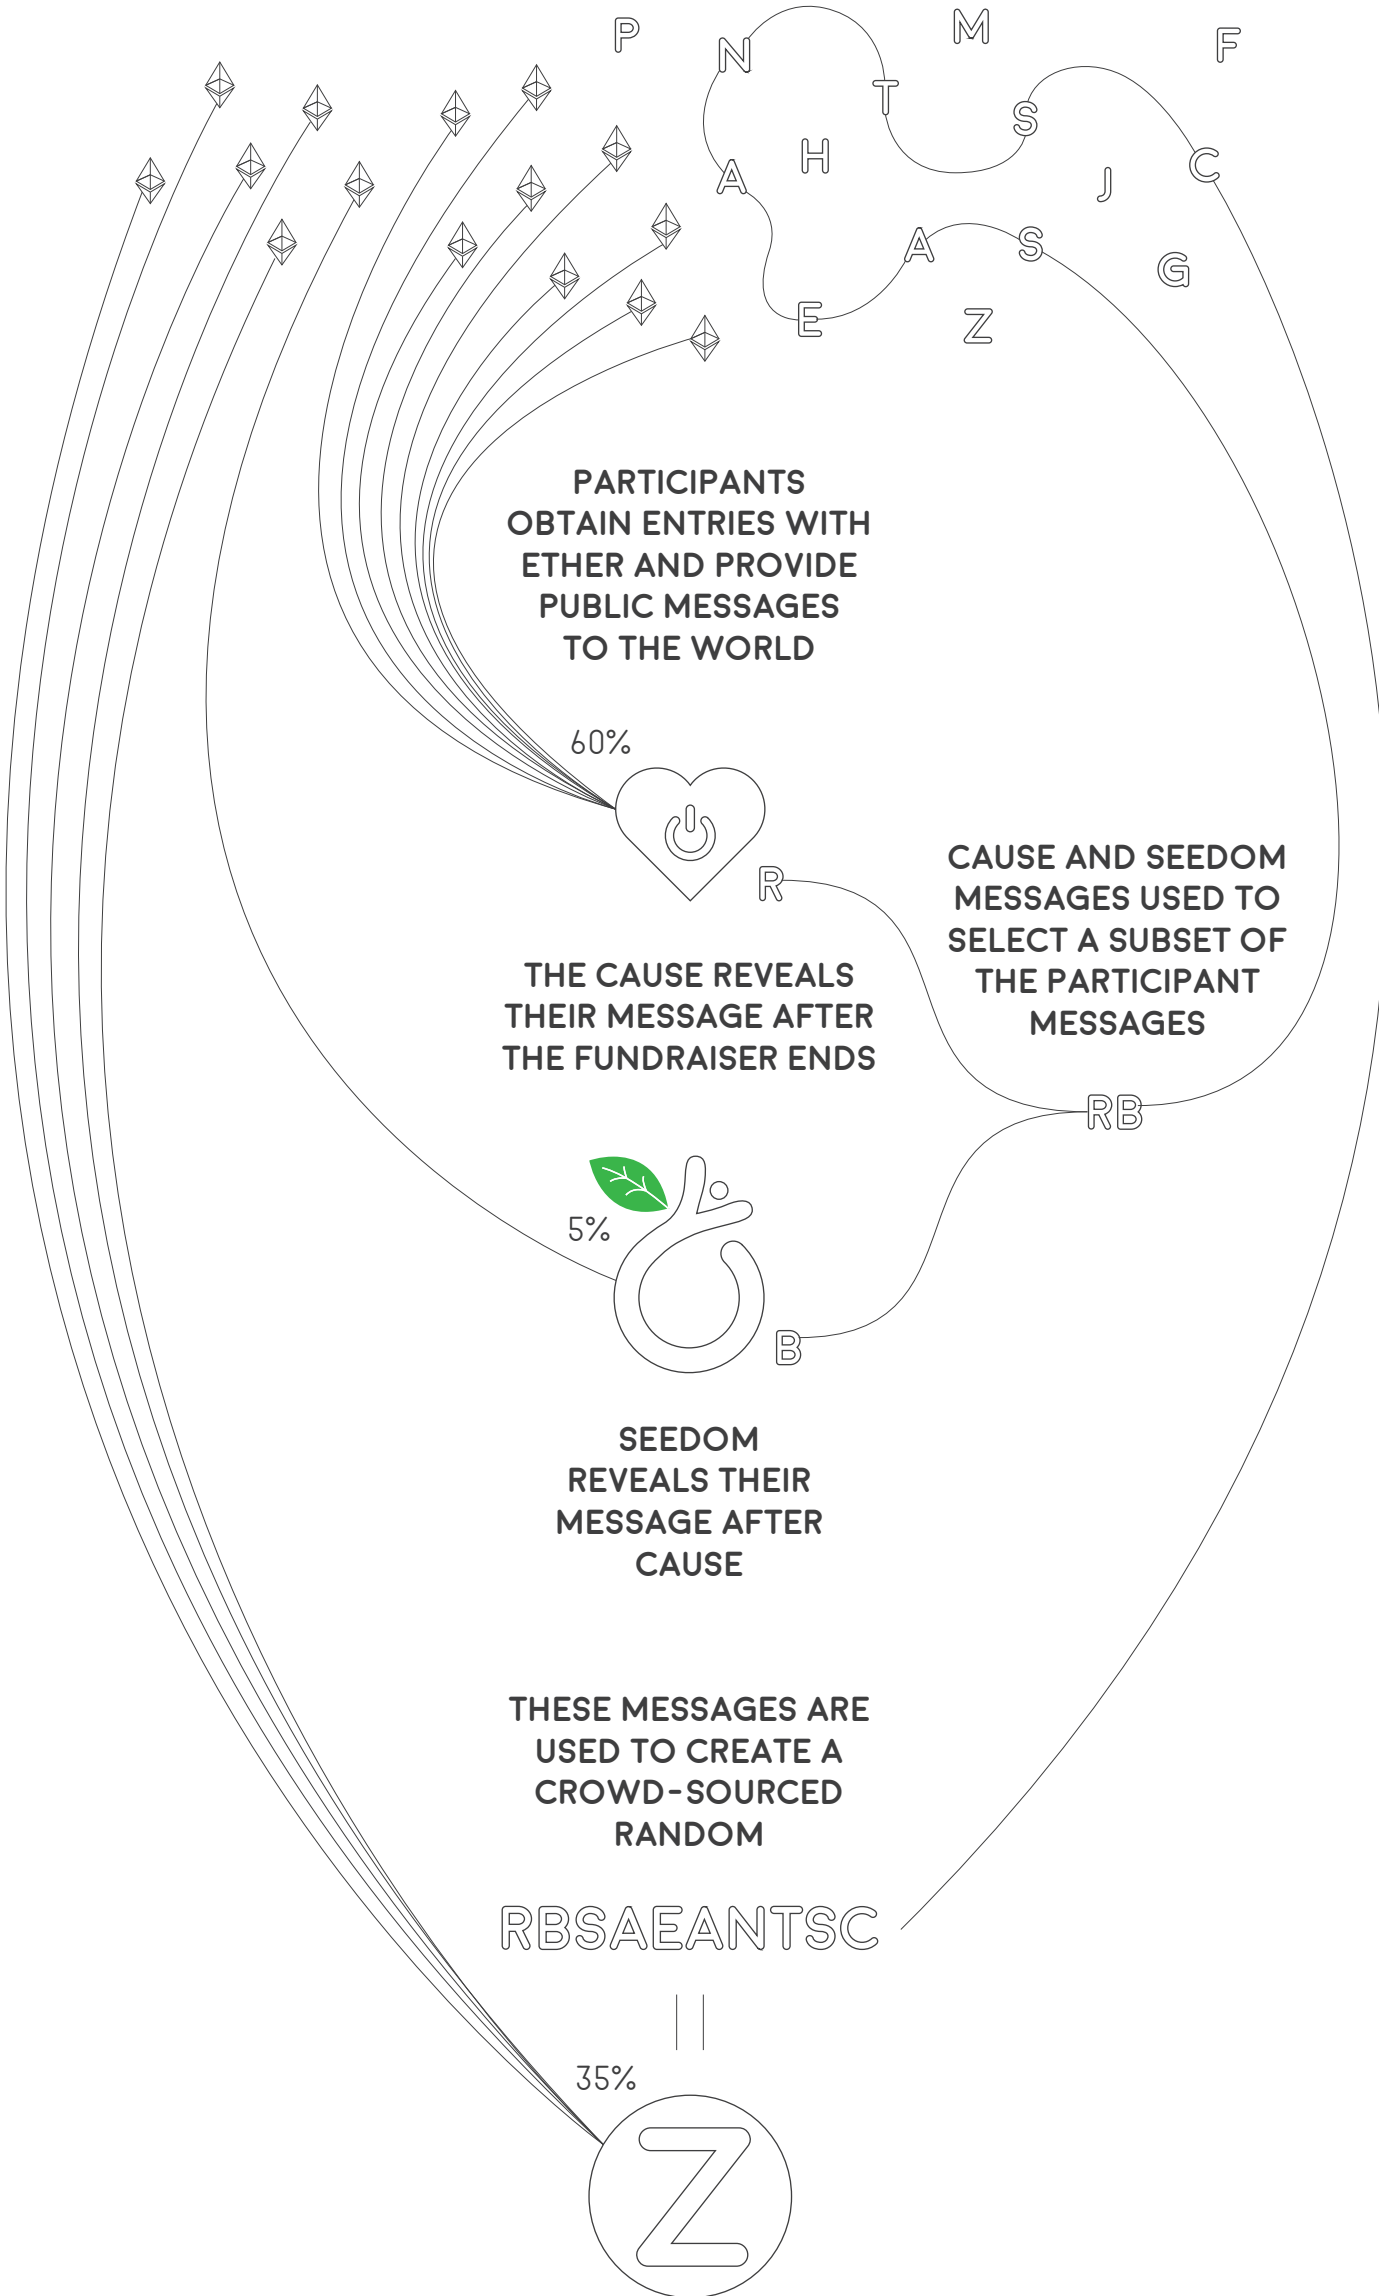 P
M
F
N
T
S
H
C
A
J
A
S
G
E
Z
PARTICIPANTS
OBTAIN ENTRIES WITH
ETHER AND PROVIDE
PUBLIC MESSAGES
TO THE WORLD
60%
R
CAUSE AND SEEDOM
MESSAGES USED TO
SELECT A SUBSET OF
THE PARTICIPANT
MESSAGES
THE CAUSE REVEALS
THEIR MESSAGE AFTER
THE FUNDRAISER ENDS
RB
5%
B
SEEDOM
REVEALS THEIR
MESSAGE AFTER
CAUSE
THESE MESSAGES ARE
USED TO CREATE A
CROWD-SOURCED
RANDOM
RBSAEANTSC
35%
Z